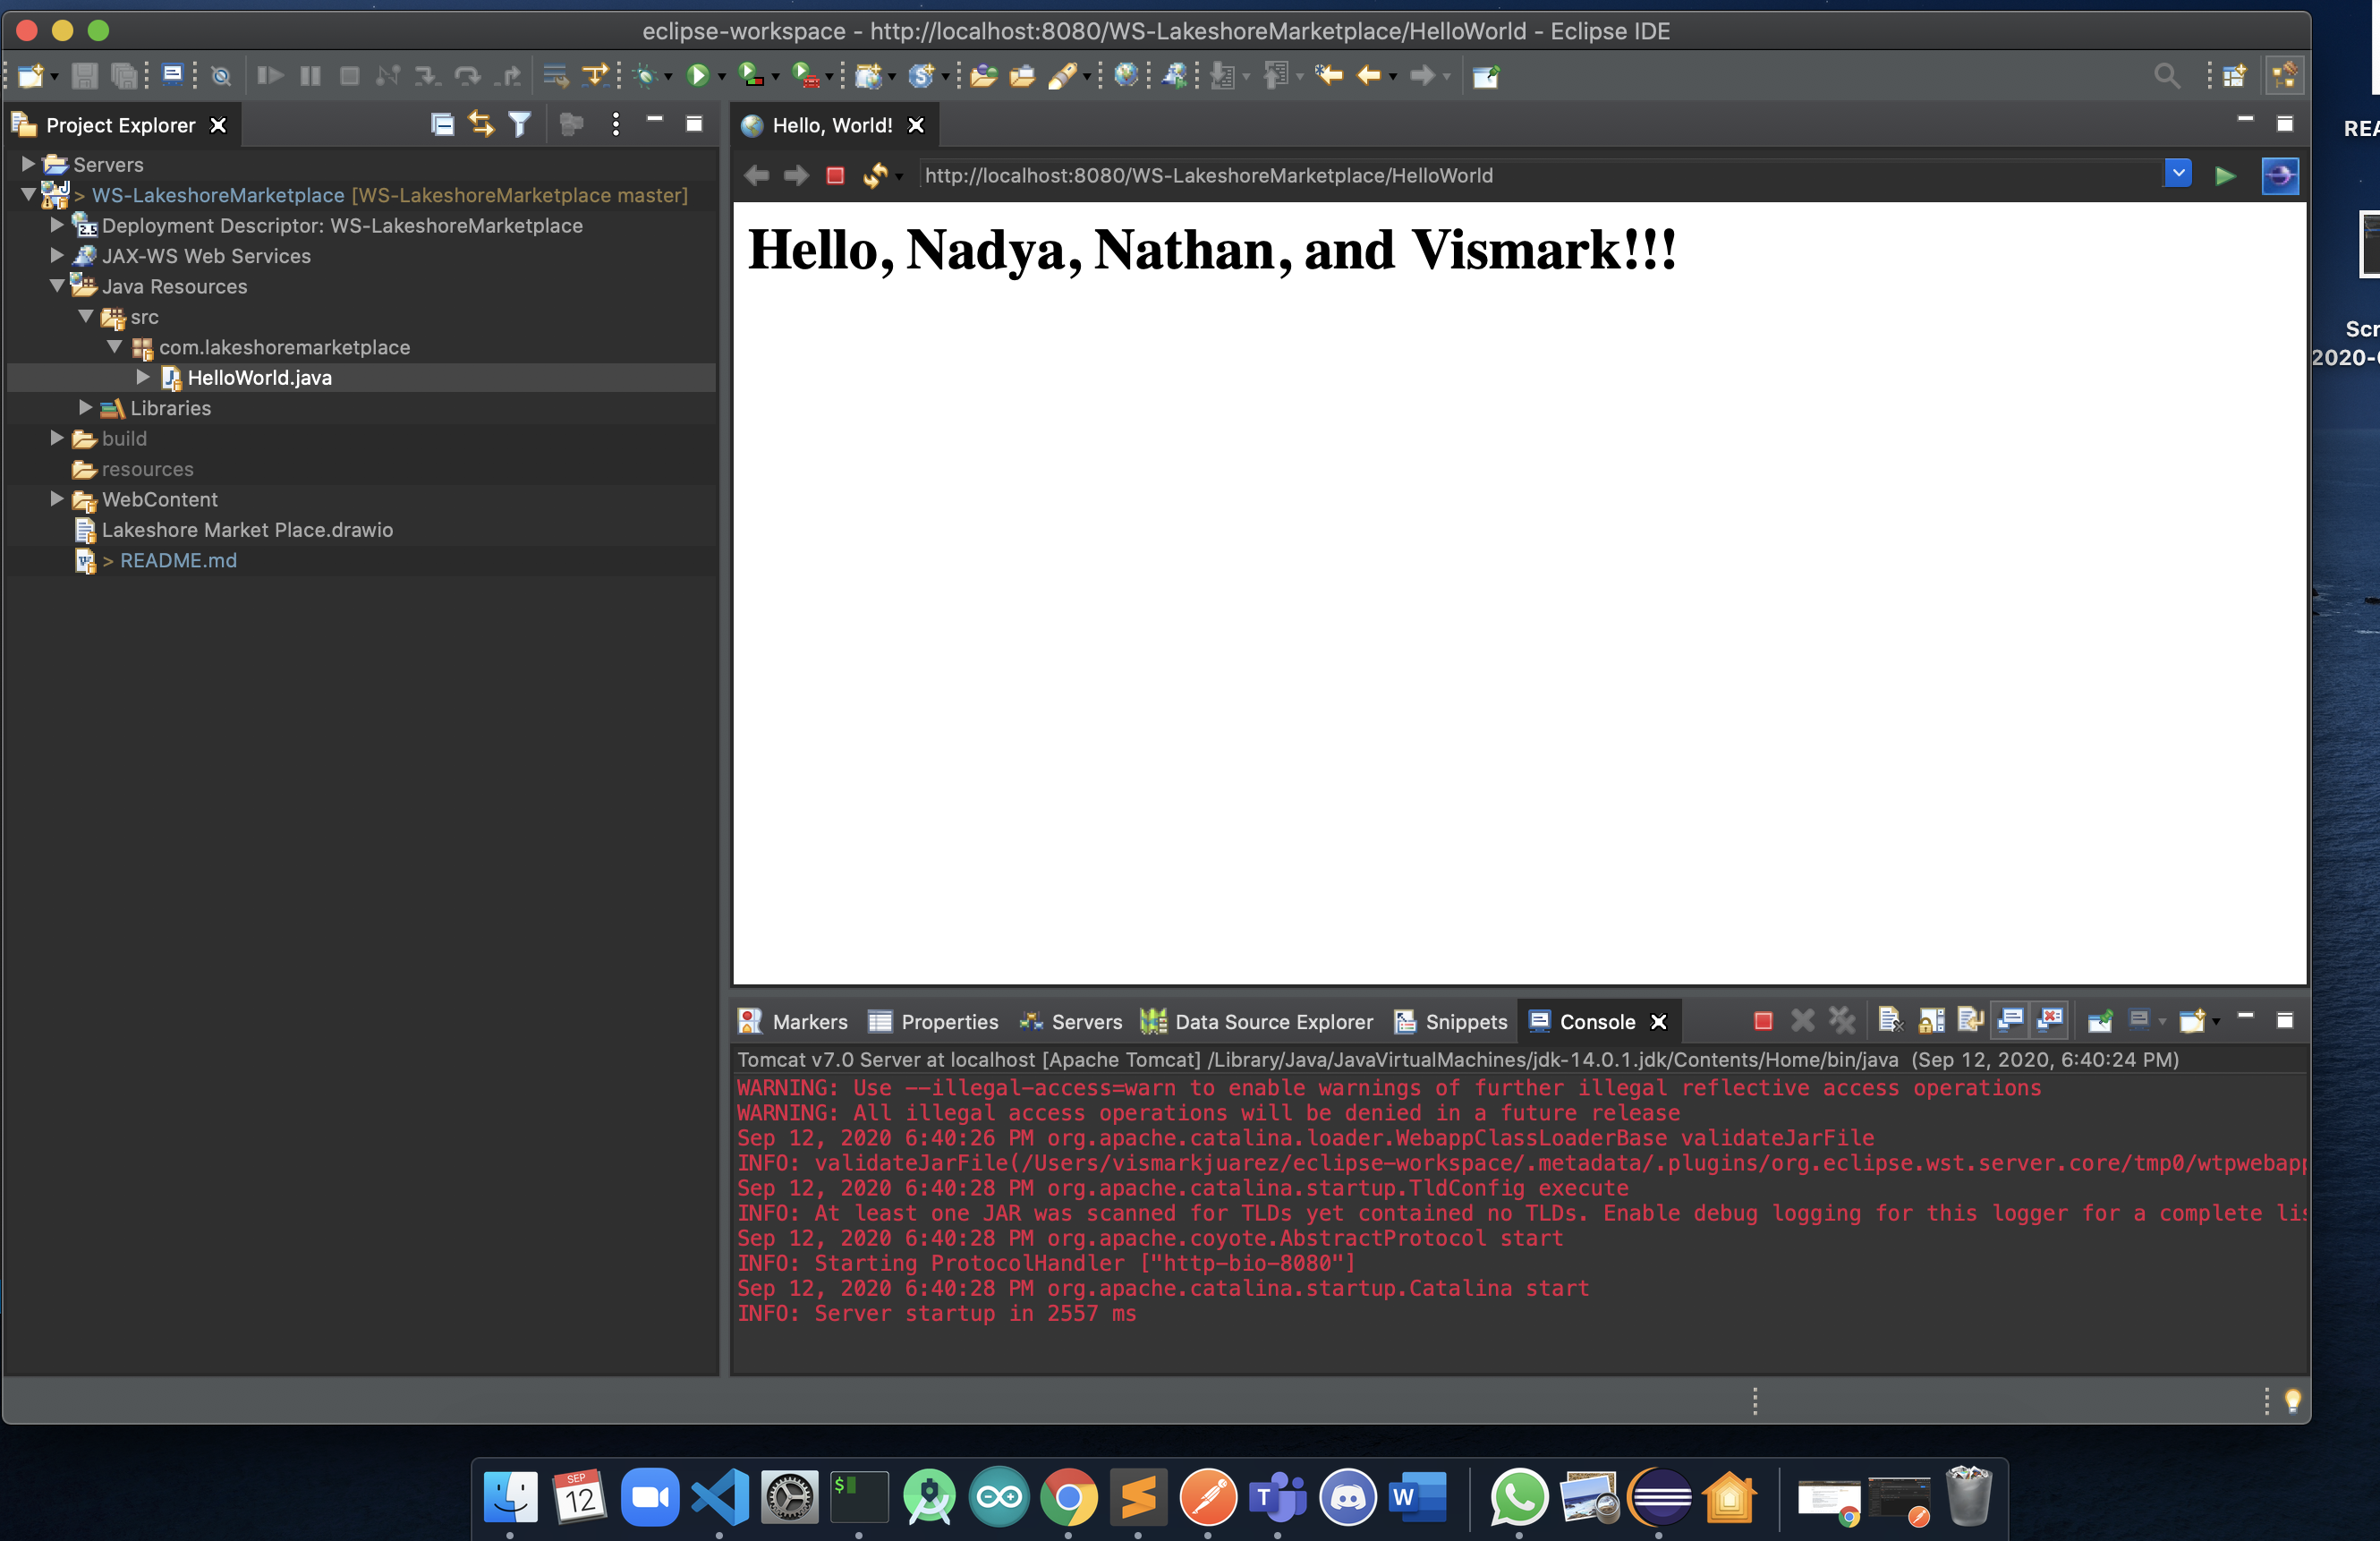 eclipse-workspace - http://localhost:8080/WS-LakeshoreMarketplace/HelloWorld - Eclipse IDE
Project Explorer
Servers
> WS-LakeshoreMarketplace [WS-LakeshoreMarketplace master]
Deployment Descriptor: WS-LakeshoreMarketplace
JAX-WS Web Services
Java Resources
src
com.lakeshoremarketplace
HelloWorld.java
Libraries
build
resources
WebContent
Lakeshore Market Place.drawio
> README.md
Hello, World!
http://localhost:8080/WS-LakeshoreMarketplace/HelloWorld
Hello, Nadya, Nathan, and Vismark!!!
Markers Properties Servers Data Source Explorer Snippets Console
Tomcat v7.0 Server at localhost [Apache Tomcat] /Library/Java/JavaVirtualMachines/jdk-14.0.1.jdk/Contents/Home/bin/java (Sep 12, 2020, 6:40:24 PM)
WARNING: Use --illegal-access=warn to enable warnings of further illegal reflective access operations
WARNING: All illegal access operations will be denied in a future release
Sep 12, 2020 6:40:26 PM org.apache.catalina.loader.WebappClassLoaderBase validateJarFile
INFO: validateJarFile(/Users/vismarkjuarez/eclipse-workspace/.metadata/.plugins/org.eclipse.wst.server.core/tmp0/wtpwebapp
Sep 12, 2020 6:40:28 PM org.apache.catalina.startup.TldConfig execute
INFO: At least one JAR was scanned for TLDs yet contained no TLDs. Enable debug logging for this logger for a complete lis
Sep 12, 2020 6:40:28 PM org.apache.coyote.AbstractProtocol start
INFO: Starting ProtocolHandler ["http-bio-8080"]
Sep 12, 2020 6:40:28 PM org.apache.catalina.startup.Catalina start
INFO: Server startup in 2557 ms
REA
Scr
2020-
SEP
12
$
T
W